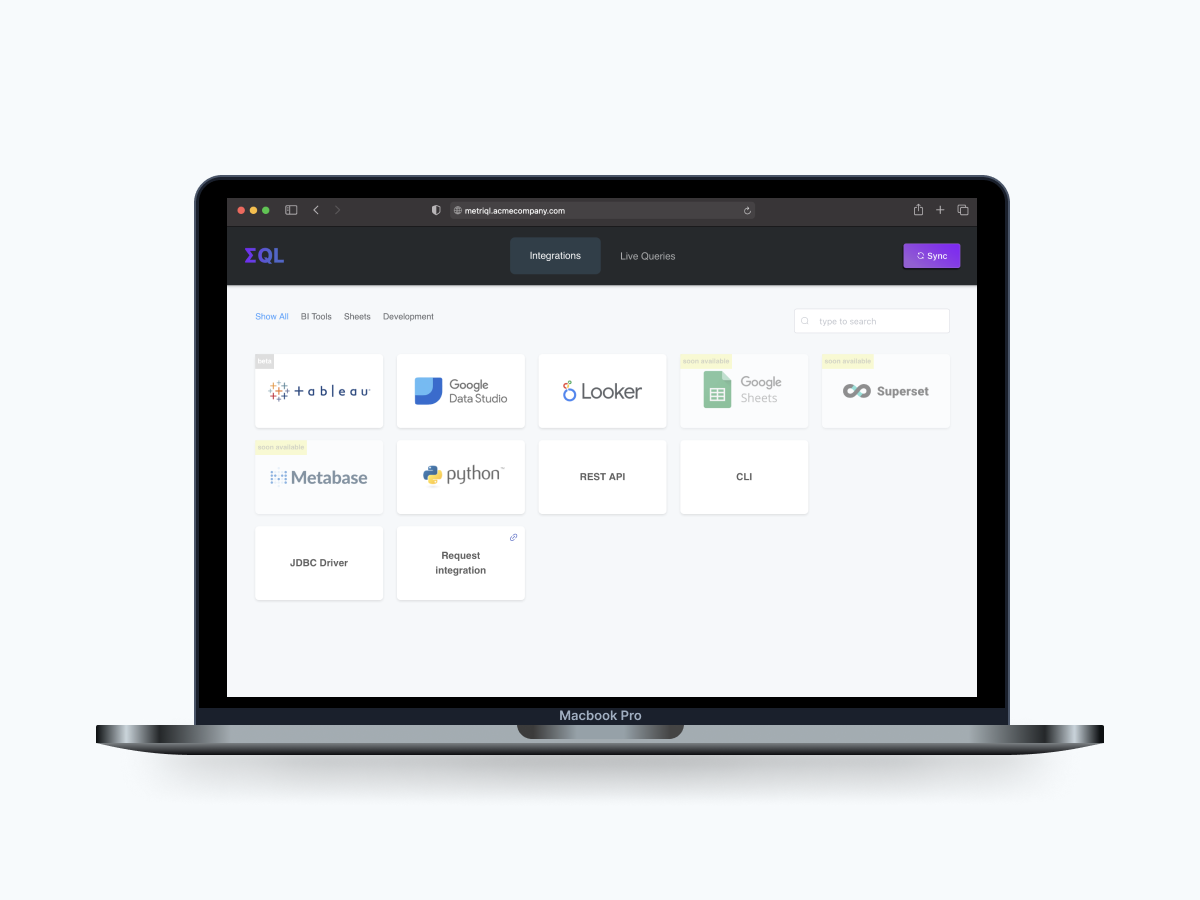 metriql.acmecompany.com
ΣQL
Integrations
Live Queries
Sync
Show All
BI Tools
Sheets
Development
type to search
beta
+ a b | e a u
Google
Data Studio
Looker
soon available
Google
Sheets
soon available
Superset
soon available
Metabase
python™
REST API
CLI
JDBC Driver
Request
integration
Macbook Pro